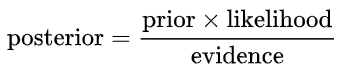 posterior = prior × likelihood / evidence